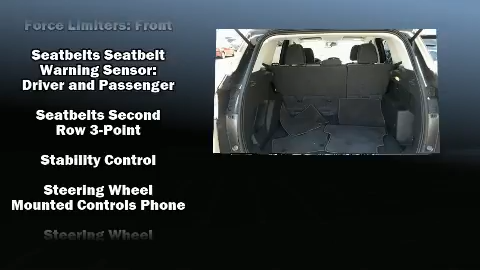 Force Limiters: Front
Seatbelts Seatbelt
Warning Sensor:
Driver and Passenger
Seatbelts Second
Row 3-Point
Stability Control
Steering Wheel
Mounted Controls Phone
Steering Wheel